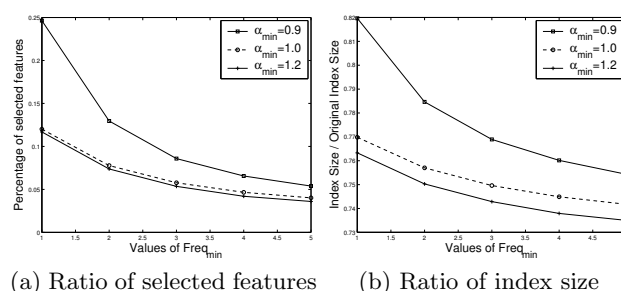 0.25
0.2
0.15
0.1
0.05
0
Percentage of selected features
α_min=0.9
α_min=1.0
α_min=1.2
1 1.5 2 2.5 3 3.5 4 4.5 5
Values of Freq_min
(a) Ratio of selected features
0.82
0.81
0.8
0.79
0.78
0.77
0.76
0.75
0.74
0.73
Index Size / Original Index Size
α_min=0.9
α_min=1.0
α_min=1.2
1 1.5 2 2.5 3 3.5 4 4.5
Values of Freq_min
(b) Ratio of index size